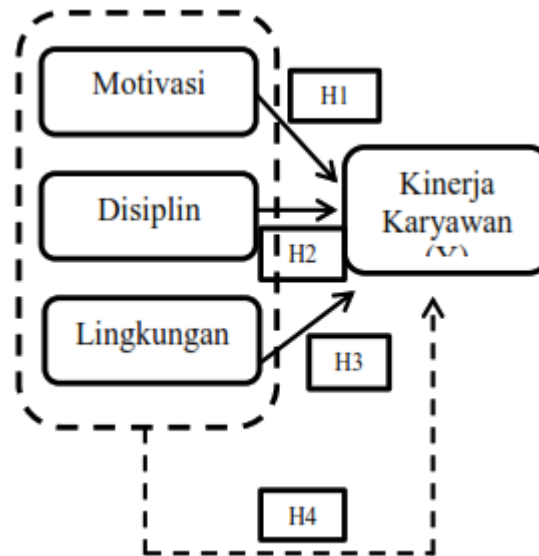 Motivasi
H1
Disiplin
Kinerja
Karyawan
(Y)
H2
Lingkungan
H3
H4